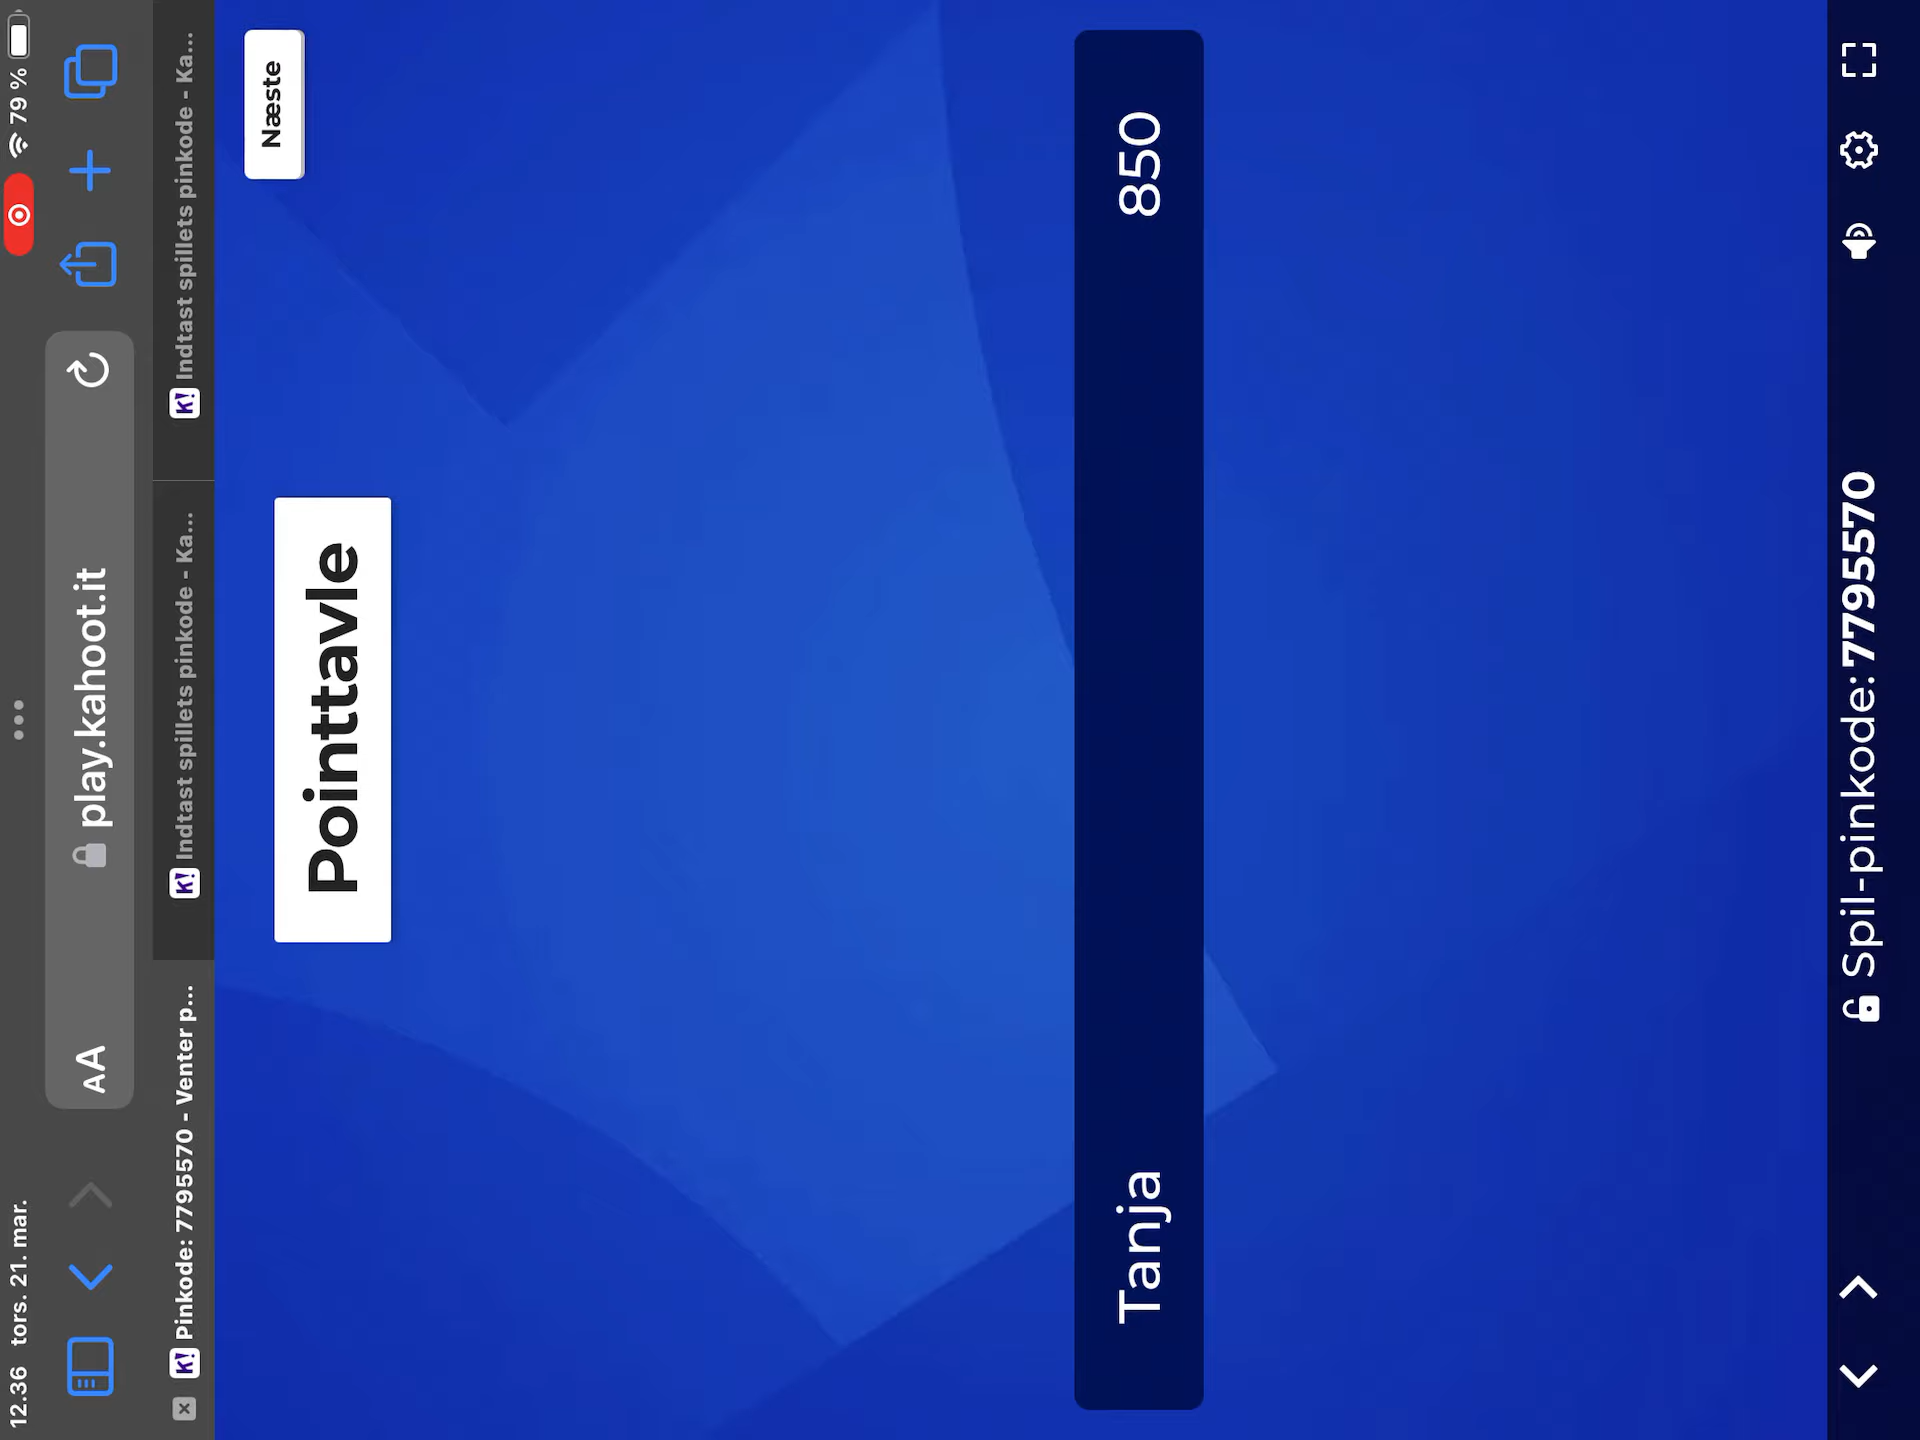 12.36 tors. 21. mar.
79 %
AA
play.kahoot.it
K! Pinkode: 7795570 - Venter p...
K! Indtast spillets pinkode - Ka...
K! Indtast spillets pinkode - Ka...
Næste
Pointtavle
Tanja 850
Spil-pinkode: 7795570